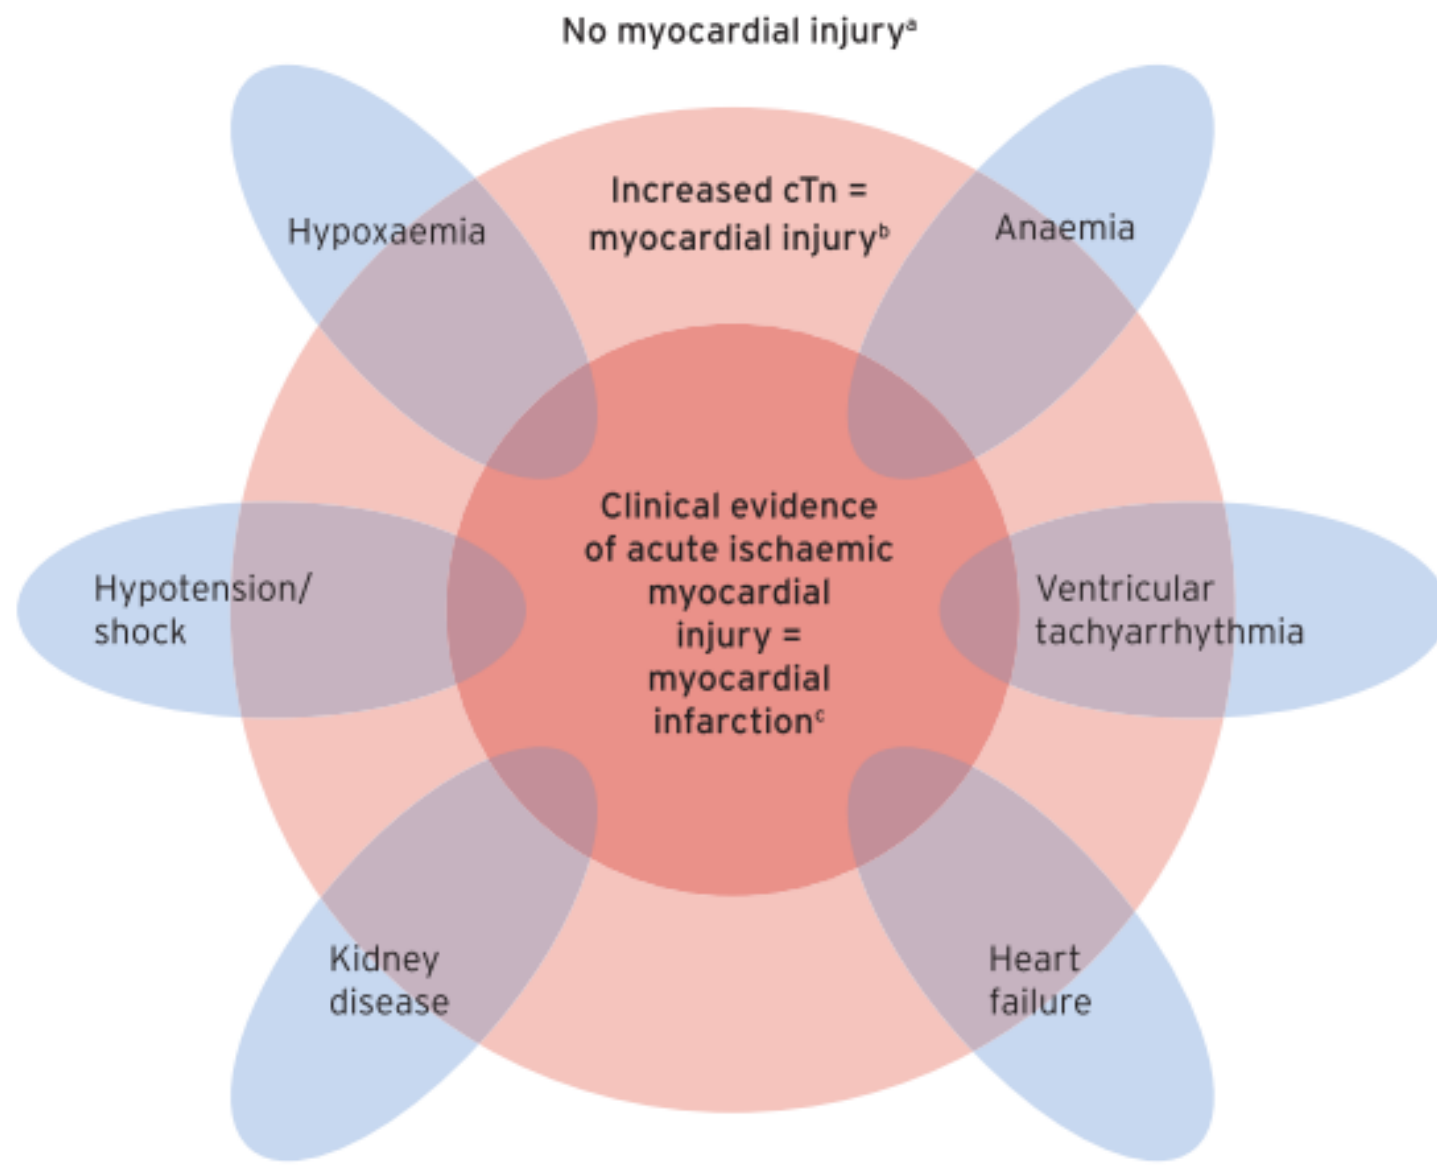 No myocardial injuryᵃ
Increased cTn =
myocardial injuryᵇ
Hypoxaemia
Anaemia
Clinical evidence
of acute ischaemic
myocardial
injury =
myocardial
infarctionᶜ
Hypotension/
shock
Ventricular
tachyarrhythmia
Kidney
disease
Heart
failure